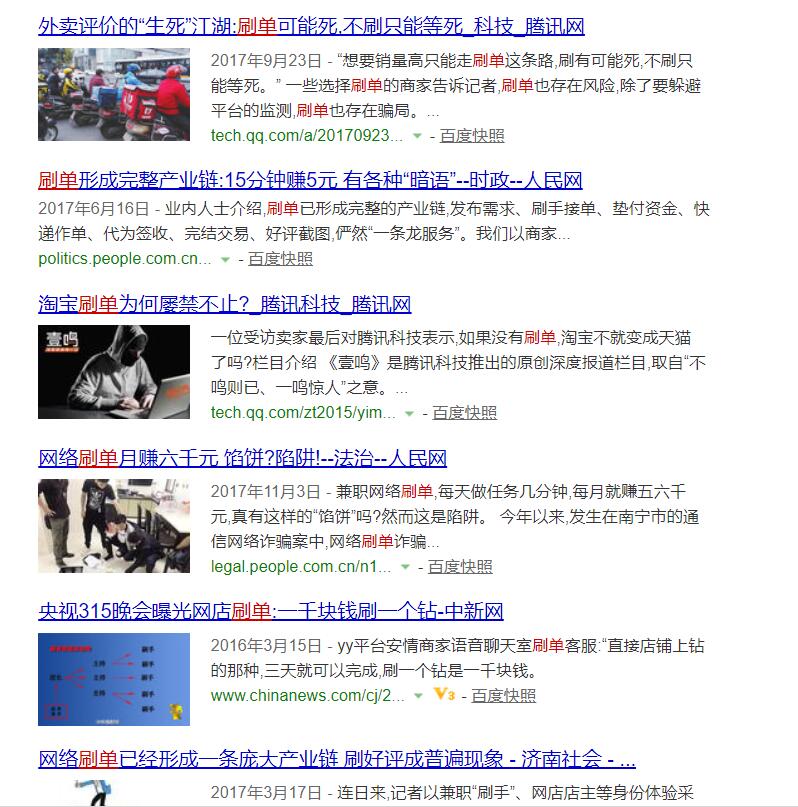 外卖评价的“生死”江湖:刷单可能死,不刷只能等死_科技_腾讯网
2017年9月23日 - “想要销量高只能走刷单这条路,刷有可能死,不刷只
能等死。” 一些选择刷单的商家告诉记者,刷单也存在风险,除了要躲避
平台的监测,刷单也存在骗局。...
tech.qq.com/a/20170923... - 百度快照
刷单形成完整产业链:15分钟赚5元 有各种“暗语”--时政--人民网
2017年6月16日 - 业内人士介绍,刷单已形成完整的产业链,发布需求、刷手接单、垫付资金、快
递作单、代为签收、完结交易、好评截图,俨然“一条龙服务”。我们以商家...
politics.people.com.cn... - 百度快照
淘宝刷单为何屡禁不止?_腾讯科技_腾讯网
壹鸣
一位受访卖家最后对腾讯科技表示,如果没有刷单,淘宝不就变成天猫
了吗?栏目介绍 《壹鸣》是腾讯科技推出的原创深度报道栏目,取自“不
鸣则已、一鸣惊人”之意。...
tech.qq.com/zt2015/yim... - 百度快照
网络刷单月赚六千元 馅饼?陷阱!--法治--人民网
2017年11月3日 - 兼职网络刷单,每天做任务几分钟,每月就赚五六千
元,真有这样的“馅饼”吗?然而这是陷阱。 今年以来,发生在南宁市的通
信网络诈骗案中,网络刷单诈骗...
legal.people.com.cn/n1... - 百度快照
央视315晚会曝光网店刷单:一千块钱刷一个钻-中新网
主持
主持
主持
刷手
刷手
刷手
刷手
2016年3月15日 - yy平台安情商家语音聊天室刷单客服:“直接店铺上钻
的那种,三天就可以完成,刷一个钻是一千块钱。
www.chinanews.com/cj/2... V3 - 百度快照
网络刷单已经形成一条庞大产业链 刷好评成普遍现象 - 济南社会 - ...
2017年3月17日 - 连日来,记者以兼职“刷手”、网店店主等身份体验采